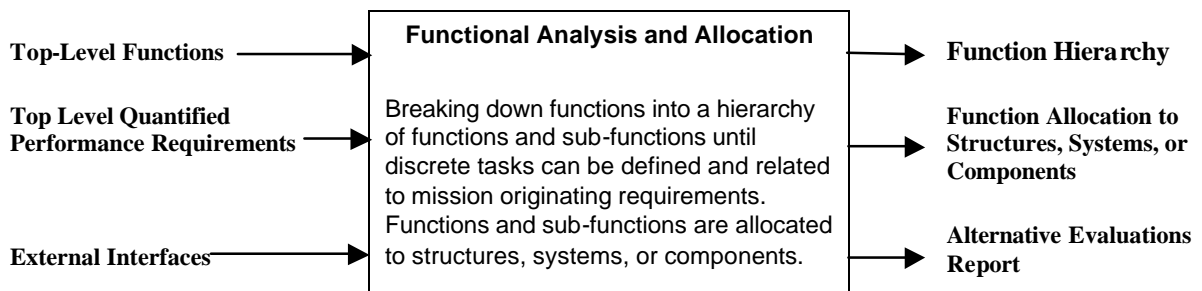 Top-Level Functions
Top Level Quantified
Performance Requirements
External Interfaces
Functional Analysis and Allocation
Breaking down functions into a hierarchy
of functions and sub-functions until
discrete tasks can be defined and related
to mission originating requirements.
Functions and sub-functions are allocated
to structures, systems, or components.
Function Hierarchy
Function Allocation to
Structures, Systems, or
Components
Alternative Evaluations
Report